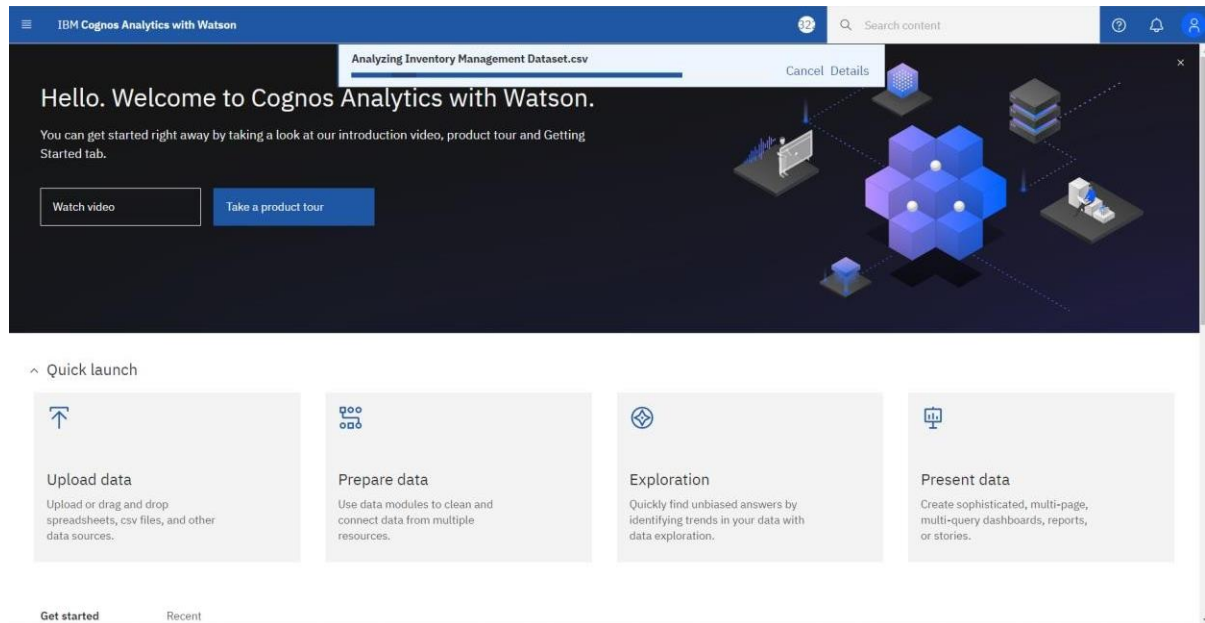 IBM Cognos Analytics with Watson
32
Search content
Analyzing Inventory Management Dataset.csv
Cancel Details
Hello. Welcome to Cognos Analytics with Watson.
You can get started right away by taking a look at our introduction video, product tour and Getting
Started tab.
Watch video
Take a product tour
Quick launch
Upload data
Upload or drag and drop
spreadsheets, csv files, and other
data sources.
Prepare data
Use data modules to clean and
connect data from multiple
resources.
Exploration
Quickly find unbiased answers by
identifying trends in your data with
data exploration.
Present data
Create sophisticated, multi-page,
multi-query dashboards, reports,
or stories.
Get started
Recent